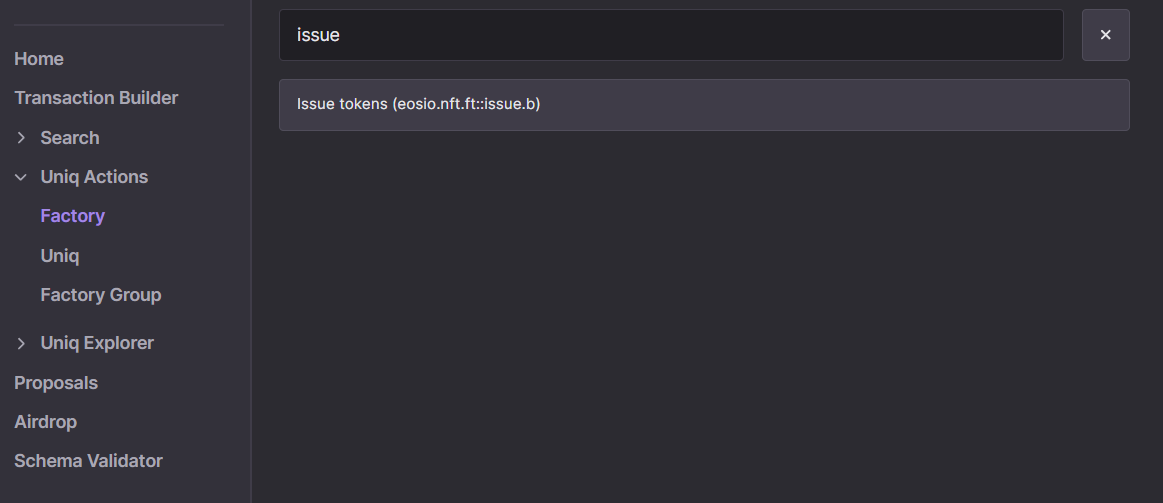 Home
Transaction Builder
Search
Uniq Actions
Factory
Uniq
Factory Group
Uniq Explorer
Proposals
Airdrop
Schema Validator
issue
Issue tokens (eosio.nft.ft::issue.b)